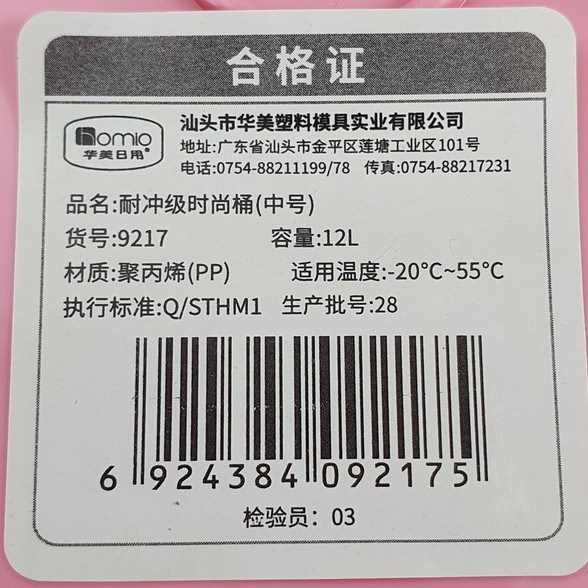 合格证
Homio
华美日用
汕头市华美塑料模具实业有限公司
地址:广东省汕头市金平区莲塘工业区101号
电话:0754-88211199/78 传真:0754-88217231
品名:耐冲级时尚桶(中号)
货号:9217 容量:12L
材质:聚丙烯(PP) 适用温度:-20°C~55°C
执行标准:Q/STHM1 生产批号:28
6 924384 092175
检验员：03